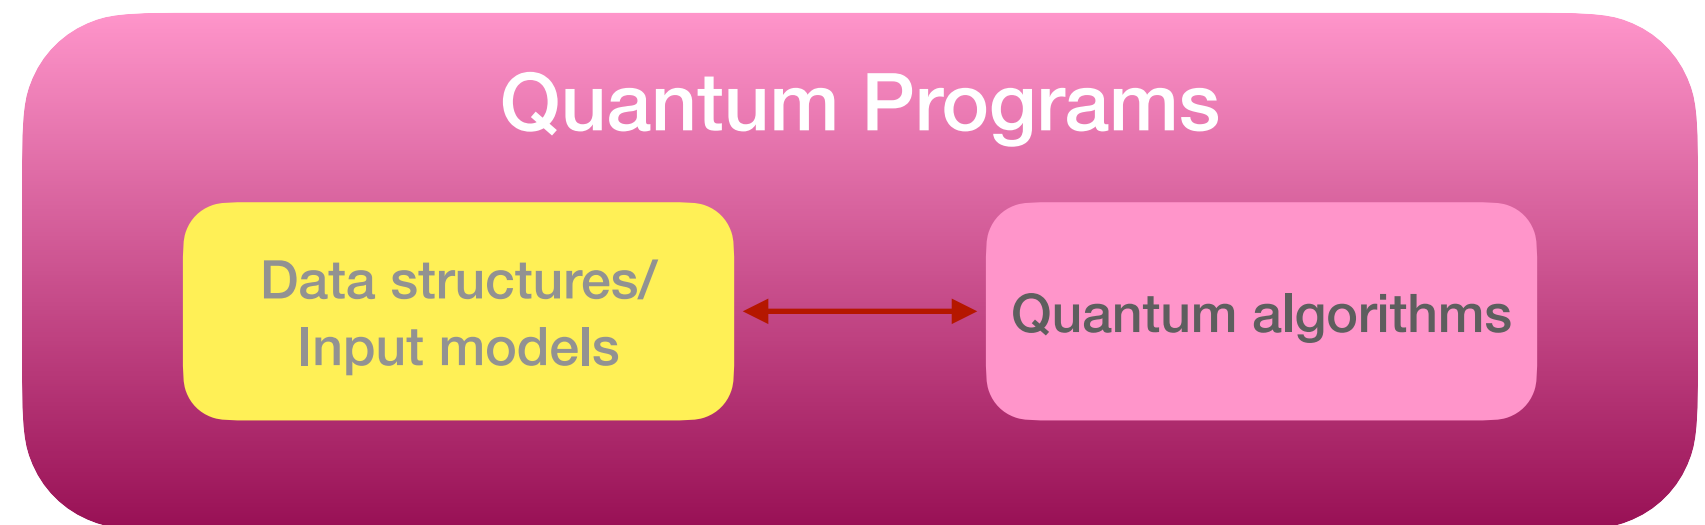 Quantum Programs
Data structures/
Input models
Quantum algorithms